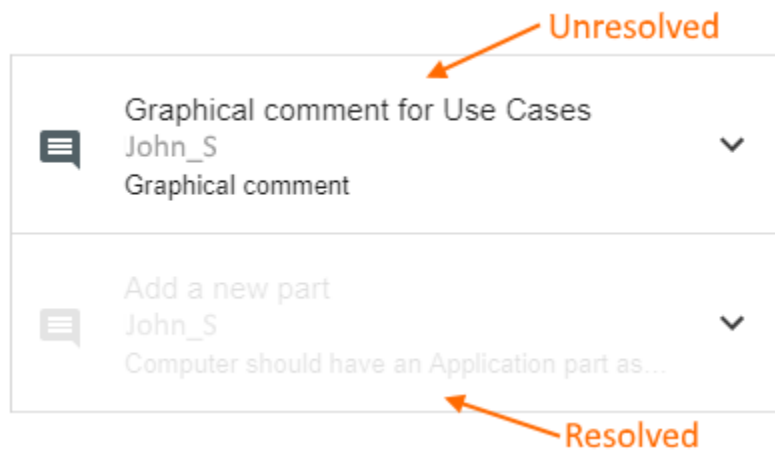 Unresolved
Graphical comment for Use Cases
John_S
Graphical comment
Add a new part
John_S
Computer should have an Application part as...
Resolved